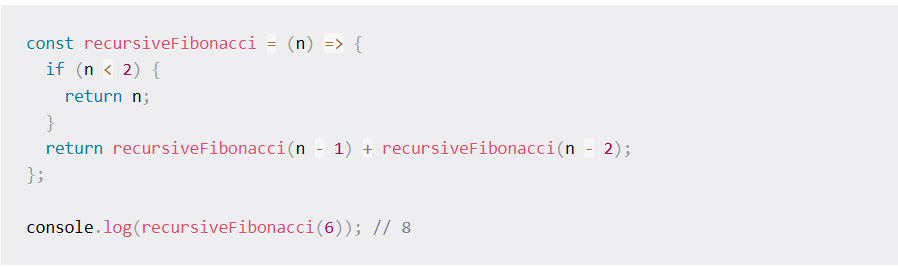 const recursiveFibonacci = (n) => {
  if (n < 2) {
    return n;
  }
  return recursiveFibonacci(n - 1) + recursiveFibonacci(n - 2);
};

console.log(recursiveFibonacci(6)); // 8